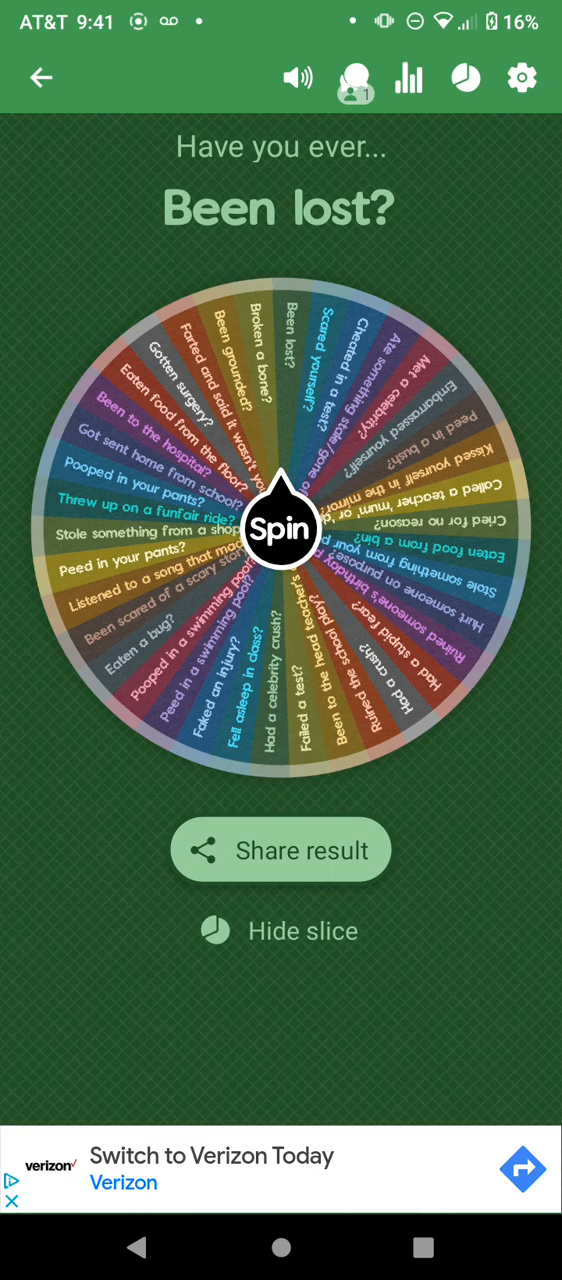 AT&T 9:41
16%
1
Have you ever...
Been lost?
Been lost?
Scared yourself?
Cheated in a test?
Ate something stale/gone o
Met a celebrity?
Embarrassed yourself?
Peed in a bush?
Kissed yourself in the mirror?
Called a teacher 'mum, or 'd
Cried for no reason?
Eaten food from a bin?
Stole something from your p
Hurt someone on purpose?
Ruined someone's birthday p
Had a stupid fear?
Had a crush?
Ruined the school play?
Been to the head teacher's
Failed a test?
Had a celebrity crush?
Fell asleep in class?
Faked an injury?
Peed in a swimming pool?
Pooped in a swimming pool?
Eaten a bug?
Been scared of a scary story
Listened to a song that mad
Peed in your pants?
Stole something from a shop
Threw up on a funfair ride?
Pooped in your pants?
Got sent home from school?
Been to the hospital?
Eaten food from the floor?
Gotten surgery?
Farted and said it wasn't you
Been grounded?
Broken a bone?
Spin
Share result
Hide slice
verizon
Switch to Verizon Today
Verizon